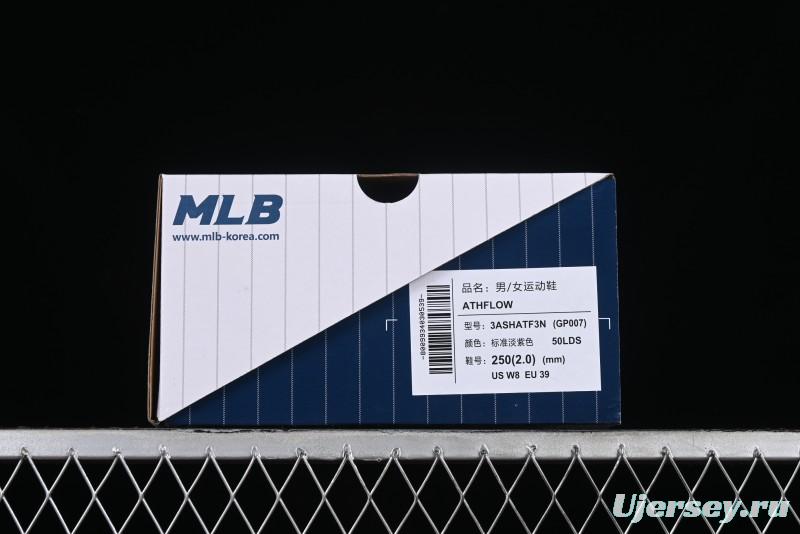 MLB
www.mlb-korea.com
品名：男/女运动鞋
ATHFLOW
型号：3ASHATF3N (GP007)
颜色：标准淡紫色 50LDS
鞋号：250(2.0) (mm)
US W8 EU 39
Ujersey.ru